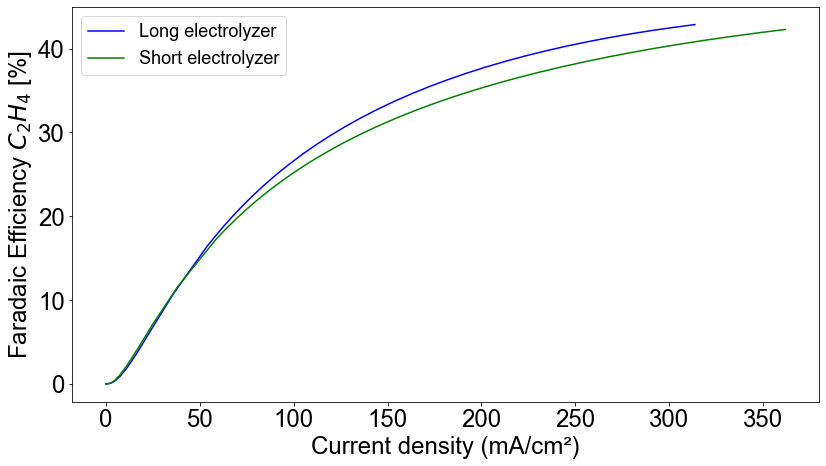 Long electrolyzer
Short electrolyzer
Faradaic Efficiency C₂H₄ [%]
40
30
20
10
0
0 50 100 150 200 250 300 350
Current density (mA/cm²)